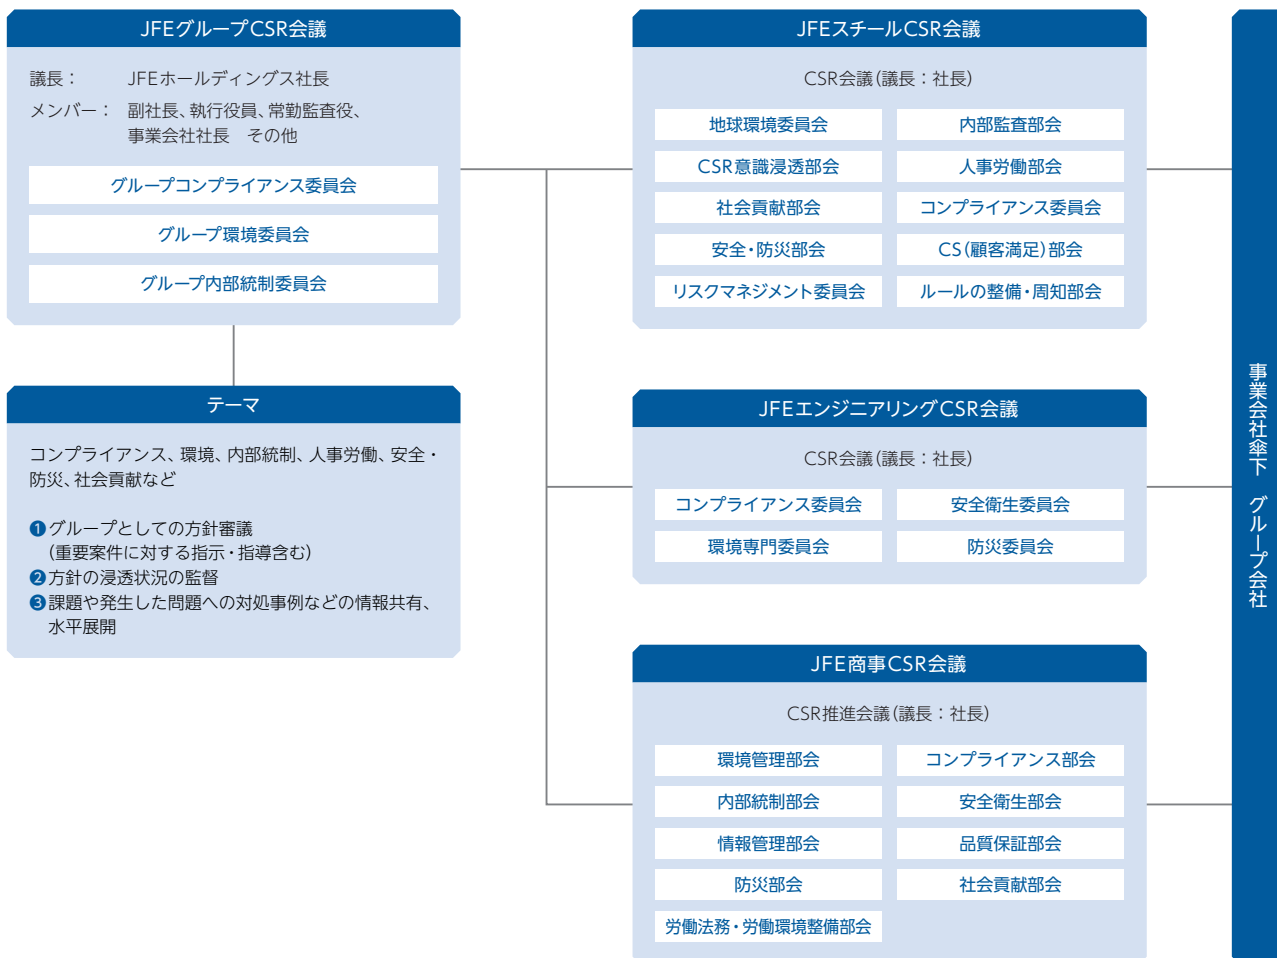 JFEグループCSR会議
議長： JFEホールディングス社長
メンバー： 副社長、執行役員、常勤監査役、
事業会社社長　その他
グループコンプライアンス委員会
グループ環境委員会
グループ内部統制委員会
テーマ
コンプライアンス、環境、内部統制、人事労働、安全・
防災、社会貢献など
❶グループとしての方針審議
（重要案件に対する指示・指導含む）
❷方針の浸透状況の監督
❸課題や発生した問題への対処事例などの情報共有、
水平展開
JFEスチールCSR会議
CSR会議（議長：社長）
地球環境委員会 内部監査部会
CSR意識浸透部会 人事労働部会
社会貢献部会 コンプライアンス委員会
安全・防災部会 CS（顧客満足）部会
リスクマネジメント委員会 ルールの整備・周知部会
JFEエンジニアリングCSR会議
CSR会議（議長：社長）
コンプライアンス委員会 安全衛生委員会
環境専門委員会 防災委員会
JFE商事CSR会議
CSR推進会議（議長：社長）
環境管理部会 コンプライアンス部会
内部統制部会 安全衛生部会
情報管理部会 品質保証部会
防災部会 社会貢献部会
労働法務・労働環境整備部会
事業会社傘下　グループ会社